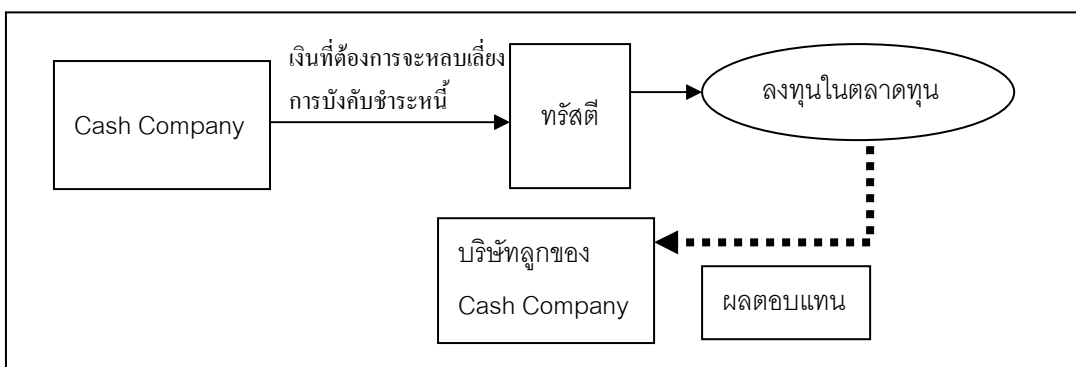 เงินที่ต้องการจะหลบเลี่ยง
การบังคับชำระหนี้
Cash Company
ทรัสตี
ลงทุนในตลาดทุน
บริษัทลูกของ
Cash Company
ผลตอบแทน